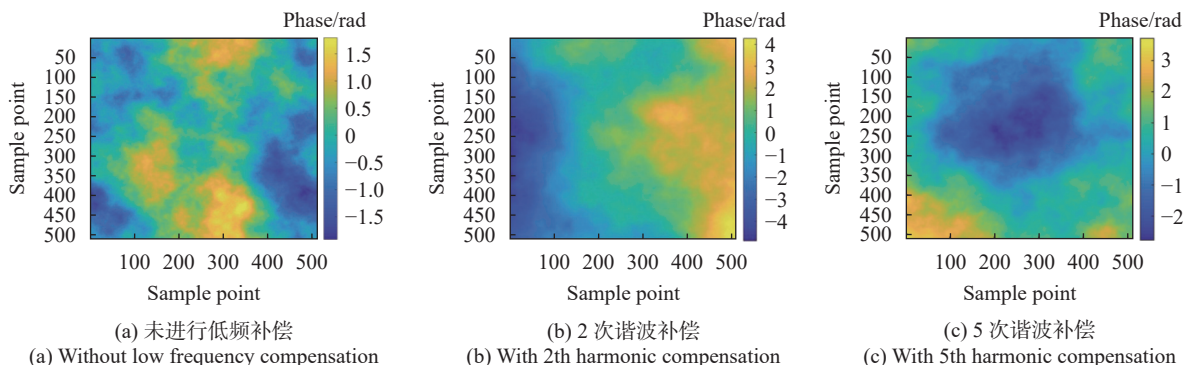 Phase/rad
1.5
1.0
0.5
0
−0.5
−1.0
−1.5
50
100
150
200
250
300
350
400
450
500
Sample point
100 200 300 400 500
Sample point
(a) 未进行低频补偿
(a) Without low frequency compensation
Phase/rad
4
3
2
1
0
−1
−2
−3
−4
50
100
150
200
250
300
350
400
450
500
Sample point
100 200 300 400 500
Sample point
(b) 2 次谐波补偿
(b) With 2th harmonic compensation
Phase/rad
3
2
1
0
−1
−2
50
100
150
200
250
300
350
400
450
500
Sample point
100 200 300 400 500
Sample point
(c) 5 次谐波补偿
(c) With 5th harmonic compensation